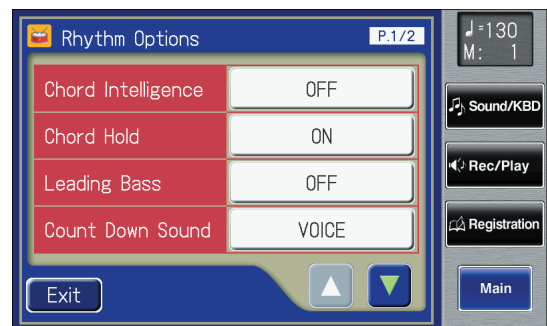 Rhythm Options
P.1/2
♩=130
M: 1
Chord Intelligence OFF
Chord Hold ON
Leading Bass OFF
Count Down Sound VOICE
Exit
Sound/KBD
Rec/Play
Registration
Main